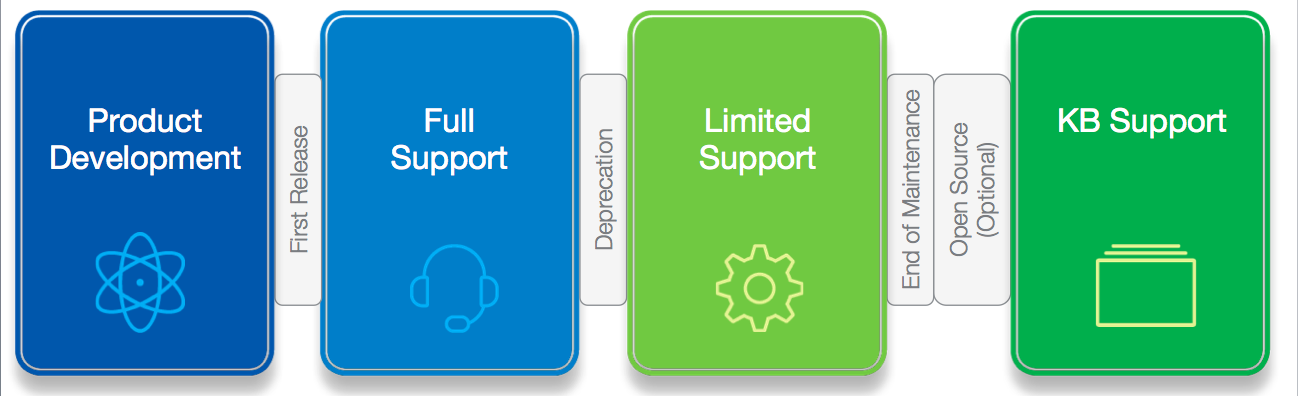 Product
Development
First Release
Full
Support
Deprecation
Limited
Support
End of Maintenance
Open Source
(Optional)
KB Support